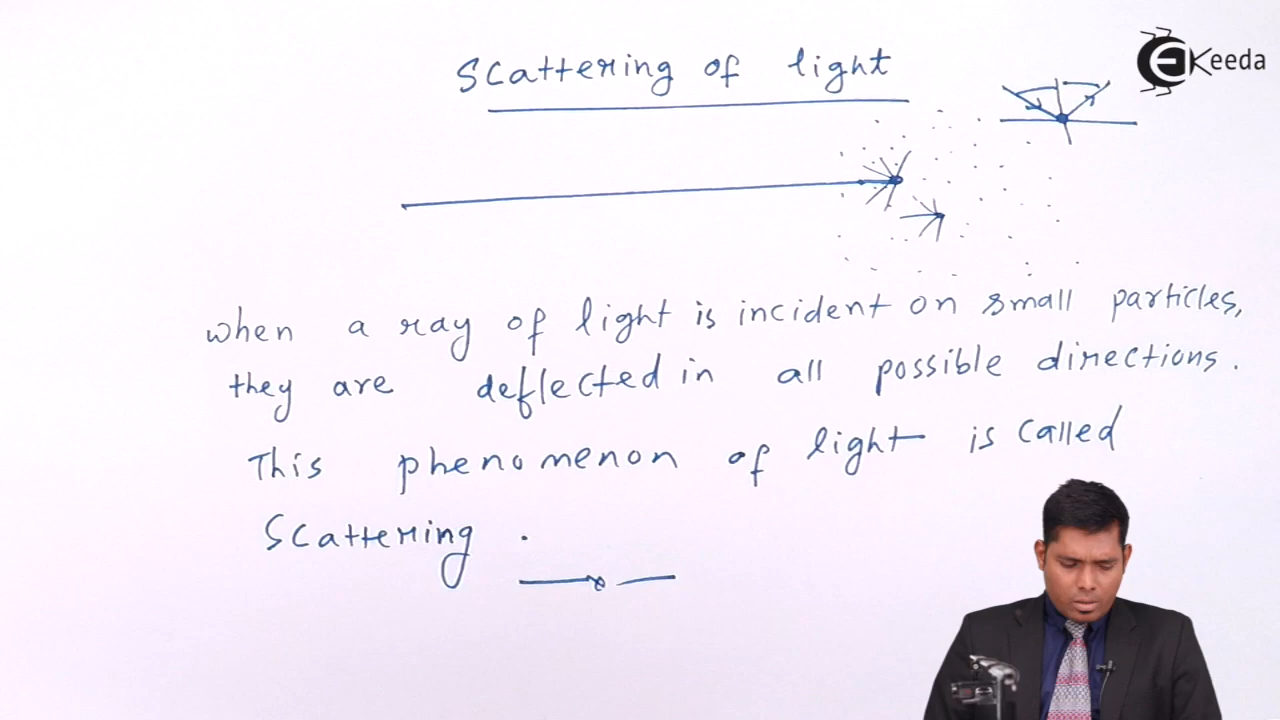 Scattering of light
Keeda
when a ray of light is incident on small particles,
they are deflected in all possible directions.
This phenomenon of light is called
Scattering.